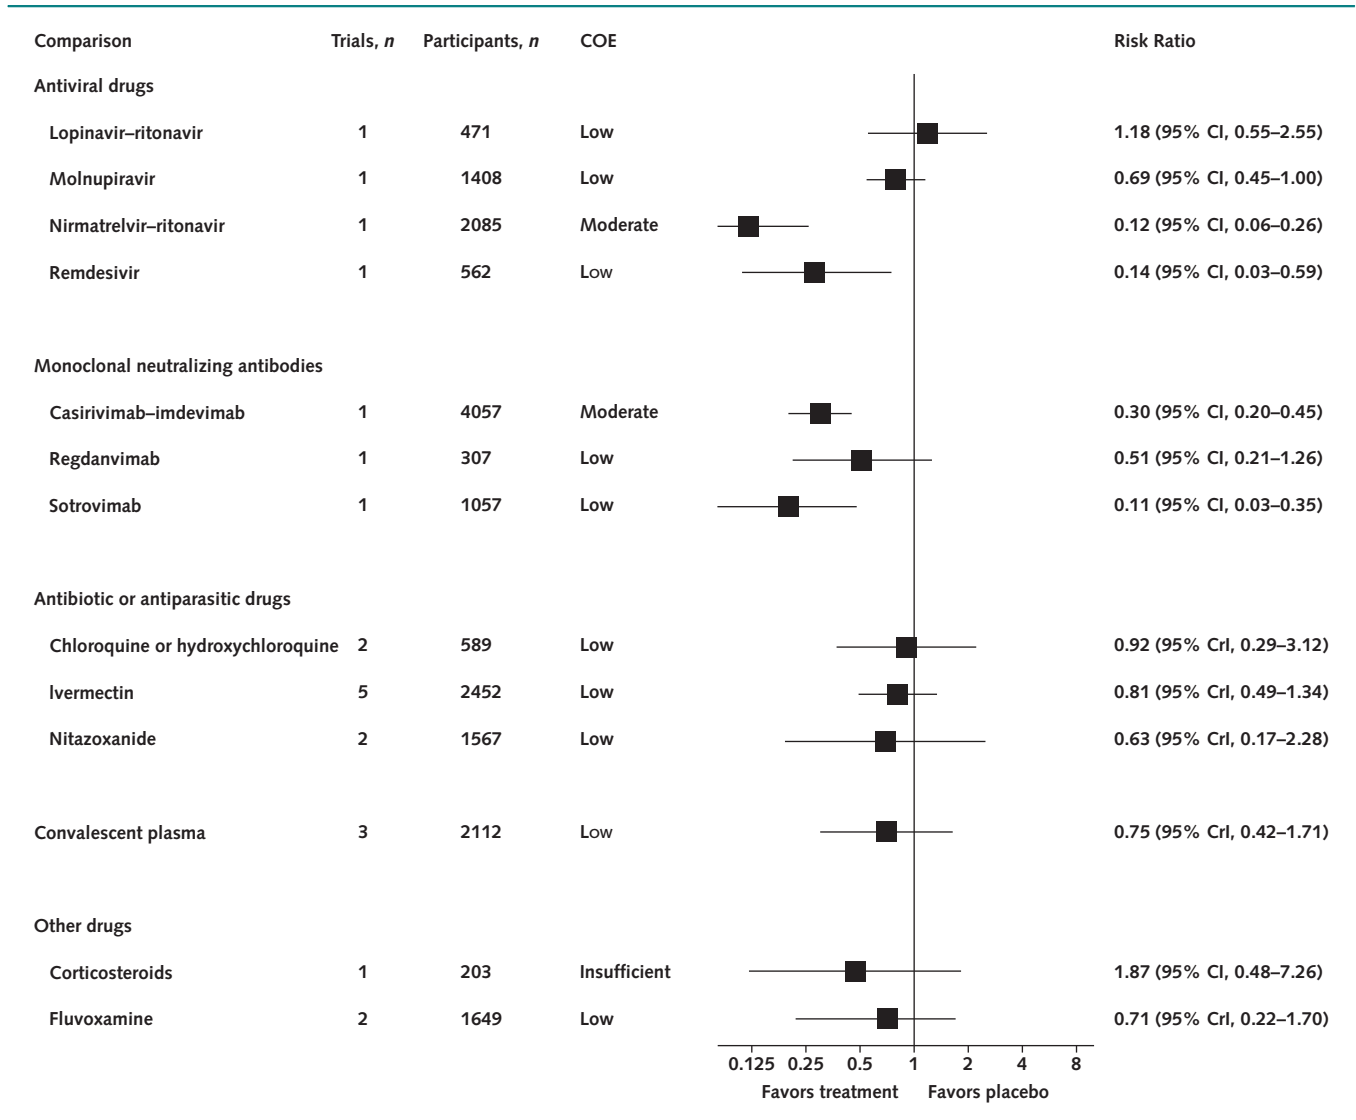 Comparison Trials, n Participants, n COE Risk Ratio
Antiviral drugs
Lopinavir–ritonavir 1 471 Low 1.18 (95% CI, 0.55–2.55)
Molnupiravir 1 1408 Low 0.69 (95% CI, 0.45–1.00)
Nirmatrelvir–ritonavir 1 2085 Moderate 0.12 (95% CI, 0.06–0.26)
Remdesivir 1 562 Low 0.14 (95% CI, 0.03–0.59)
Monoclonal neutralizing antibodies
Casirivimab–imdevimab 1 4057 Moderate 0.30 (95% CI, 0.20–0.45)
Regdanvimab 1 307 Low 0.51 (95% CI, 0.21–1.26)
Sotrovimab 1 1057 Low 0.11 (95% CI, 0.03–0.35)
Antibiotic or antiparasitic drugs
Chloroquine or hydroxychloroquine 2 589 Low 0.92 (95% CrI, 0.29–3.12)
Ivermectin 5 2452 Low 0.81 (95% CrI, 0.49–1.34)
Nitazoxanide 2 1567 Low 0.63 (95% CrI, 0.17–2.28)
Convalescent plasma 3 2112 Low 0.75 (95% CrI, 0.42–1.71)
Other drugs
Corticosteroids 1 203 Insufficient 1.87 (95% CI, 0.48–7.26)
Fluvoxamine 2 1649 Low 0.71 (95% CrI, 0.22–1.70)
0.125 0.25 0.5 1 2 4 8
Favors treatment Favors placebo